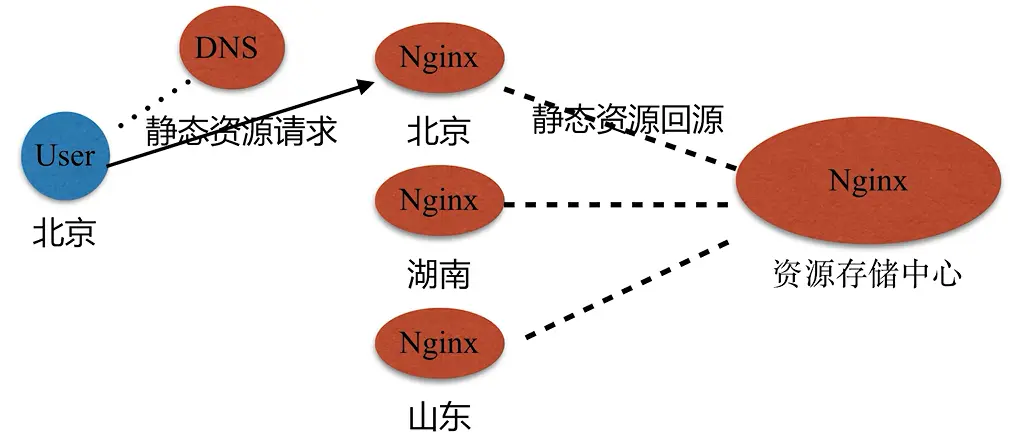 DNS
Nginx
静态资源请求
北京
静态资源回源
User
北京
Nginx
湖南
Nginx
资源存储中心
Nginx
山东